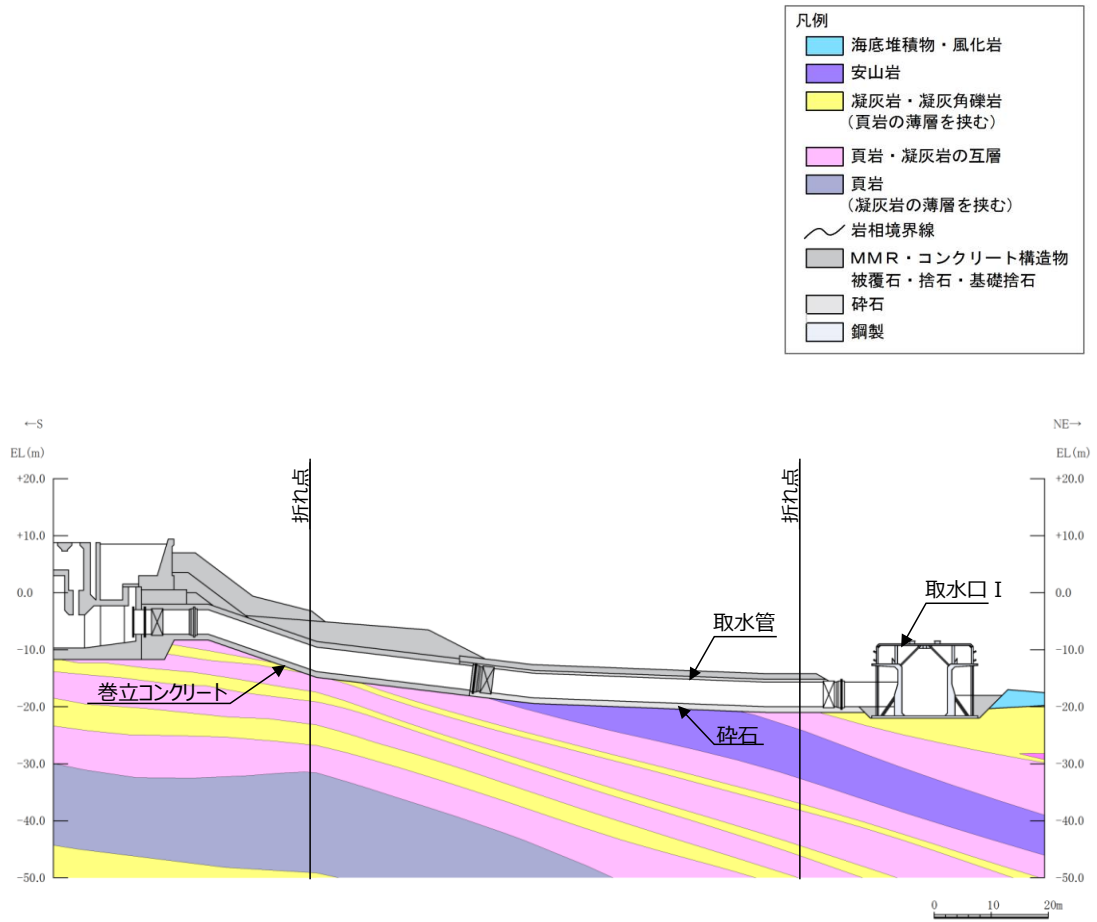 凡例
海底堆積物・風化岩
安山岩
凝灰岩・凝灰角礫岩
(頁岩の薄層を挟む)
頁岩・凝灰岩の互層
頁岩
(凝灰岩の薄層を挟む)
岩相境界線
MMR・コンクリート構造物
被覆石・捨石・基礎捨石
砕石
鋼製
←S
NE→
EL(m)
EL(m)
+20.0
+10.0
0.0
-10.0
-20.0
-30.0
-40.0
-50.0
折れ点
折れ点
取水口Ⅰ
取水管
巻立コンクリート
砕石
+20.0
+10.0
0.0
-10.0
-20.0
-30.0
-40.0
-50.0
0 10 20m